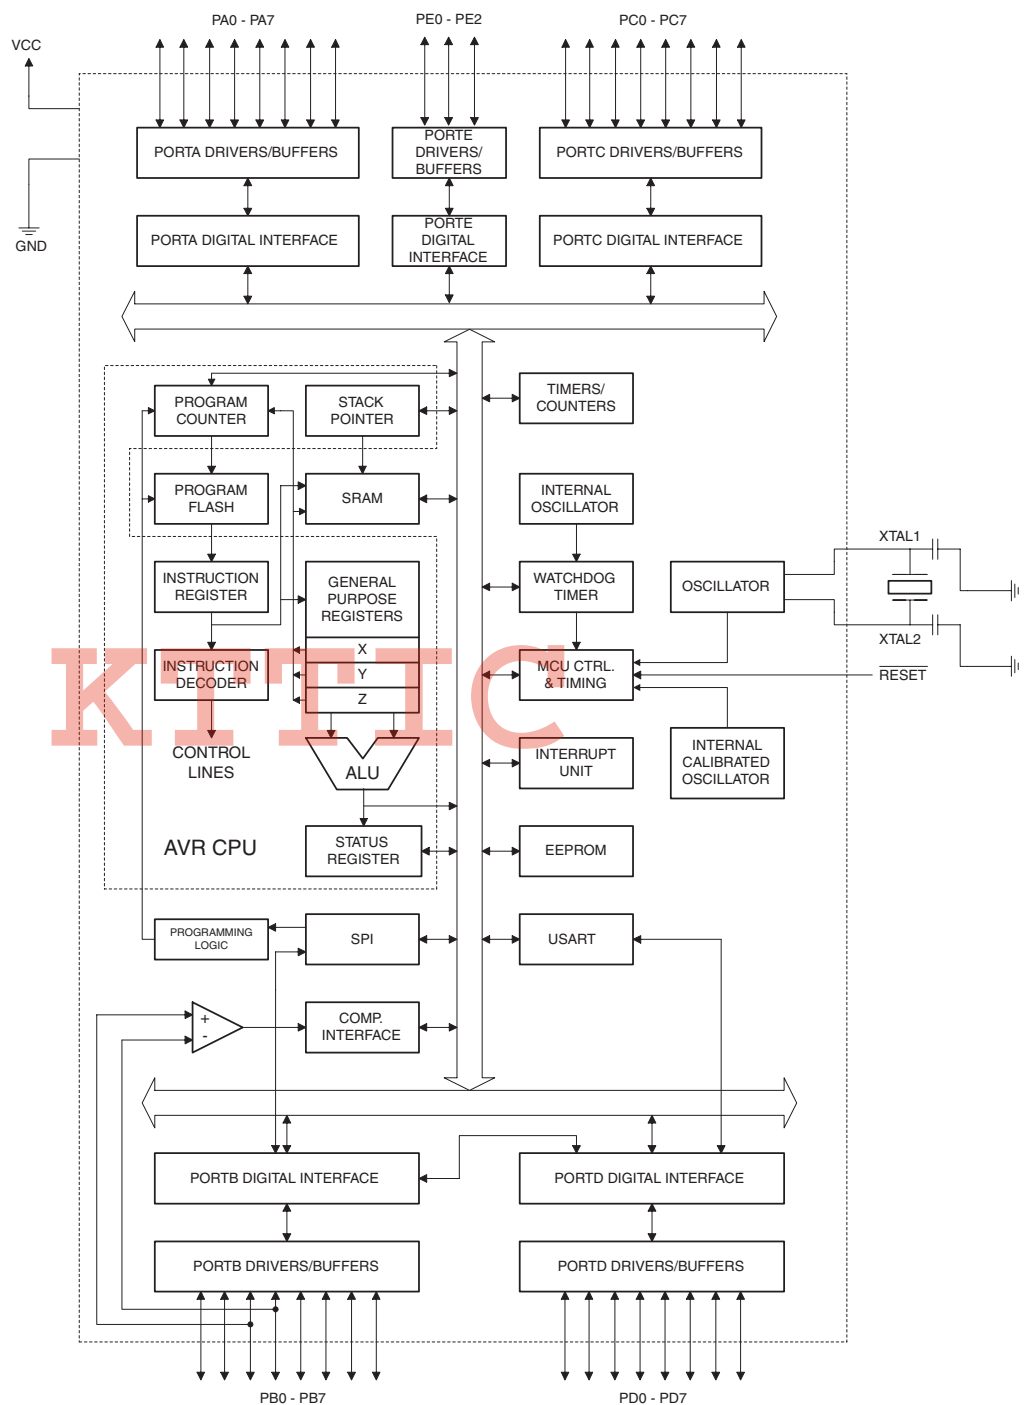 PA0 - PA7
PE0 - PE2
PC0 - PC7
VCC
PORTA DRIVERS/BUFFERS
PORTE
DRIVERS/
BUFFERS
PORTC DRIVERS/BUFFERS
GND
PORTA DIGITAL INTERFACE
PORTE
DIGITAL
INTERFACE
PORTC DIGITAL INTERFACE
PROGRAM
COUNTER
STACK
POINTER
TIMERS/
COUNTERS
PROGRAM
FLASH
SRAM
INTERNAL
OSCILLATOR
XTAL1
INSTRUCTION
REGISTER
GENERAL
PURPOSE
REGISTERS
WATCHDOG
TIMER
OSCILLATOR
XTAL2
X
INSTRUCTION
DECODER
Y
MCU CTRL.
& TIMING
RESET
Z
KTTIC
CONTROL
LINES
ALU
INTERRUPT
UNIT
INTERNAL
CALIBRATED
OSCILLATOR
AVR CPU
STATUS
REGISTER
EEPROM
PROGRAMMING
LOGIC
SPI
USART
+
-
COMP.
INTERFACE
PORTB DIGITAL INTERFACE
PORTD DIGITAL INTERFACE
PORTB DRIVERS/BUFFERS
PORTD DRIVERS/BUFFERS
PB0 - PB7
PD0 - PD7